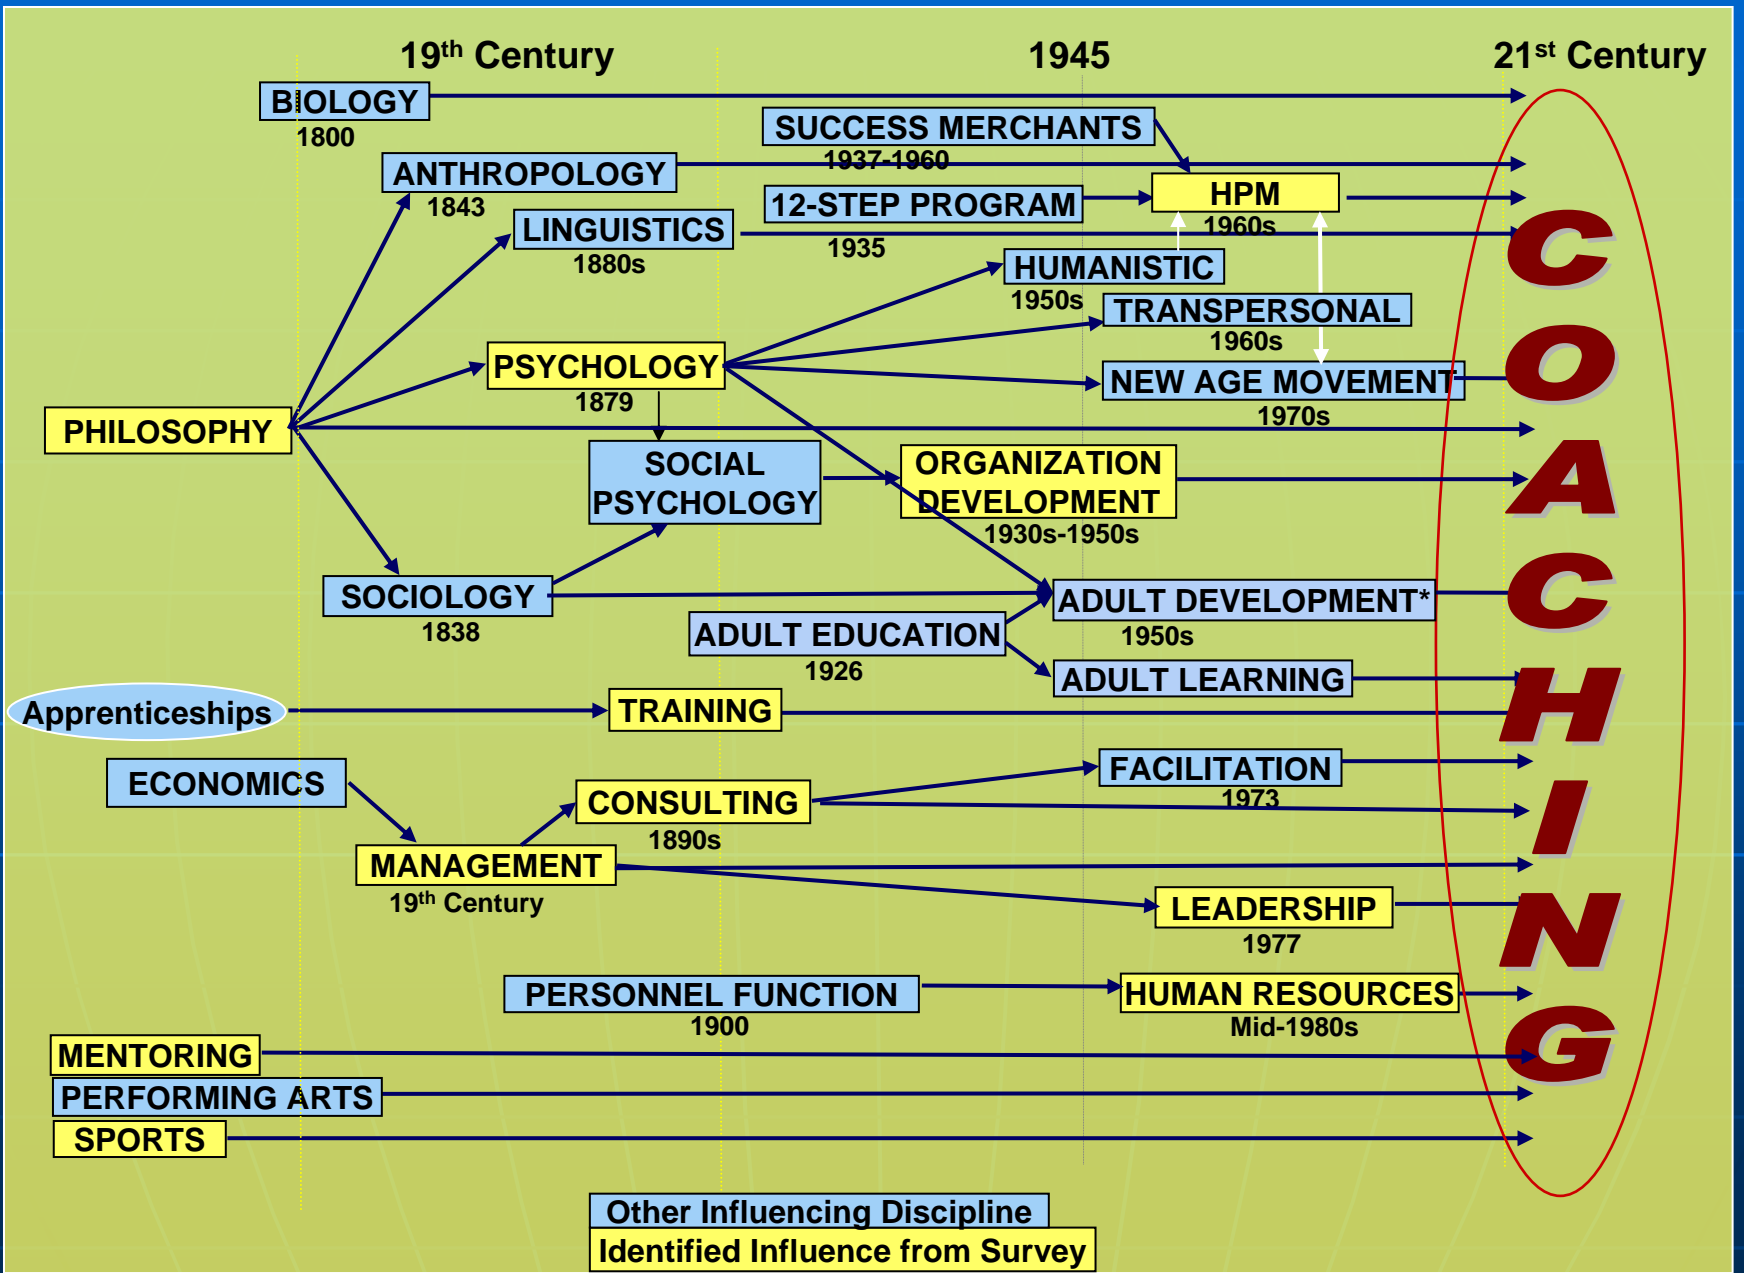 19th Century
1945
21st Century
BIOLOGY
1800
SUCCESS MERCHANTS
1937-1960
ANTHROPOLOGY
1843
12-STEP PROGRAM
1935
HPM
1960s
LINGUISTICS
1880s
HUMANISTIC
1950s
TRANSPERSONAL
1960s
PSYCHOLOGY
1879
NEW AGE MOVEMENT
1970s
PHILOSOPHY
SOCIAL
PSYCHOLOGY
ORGANIZATION
DEVELOPMENT
1930s-1950s
SOCIOLOGY
1838
ADULT DEVELOPMENT*
1950s
ADULT EDUCATION
1926
ADULT LEARNING
Apprenticeships
TRAINING
ECONOMICS
FACILITATION
1973
CONSULTING
1890s
MANAGEMENT
19th Century
LEADERSHIP
1977
PERSONNEL FUNCTION
1900
HUMAN RESOURCES
Mid-1980s
MENTORING
PERFORMING ARTS
SPORTS
COACHING
Other Influencing Discipline
Identified Influence from Survey